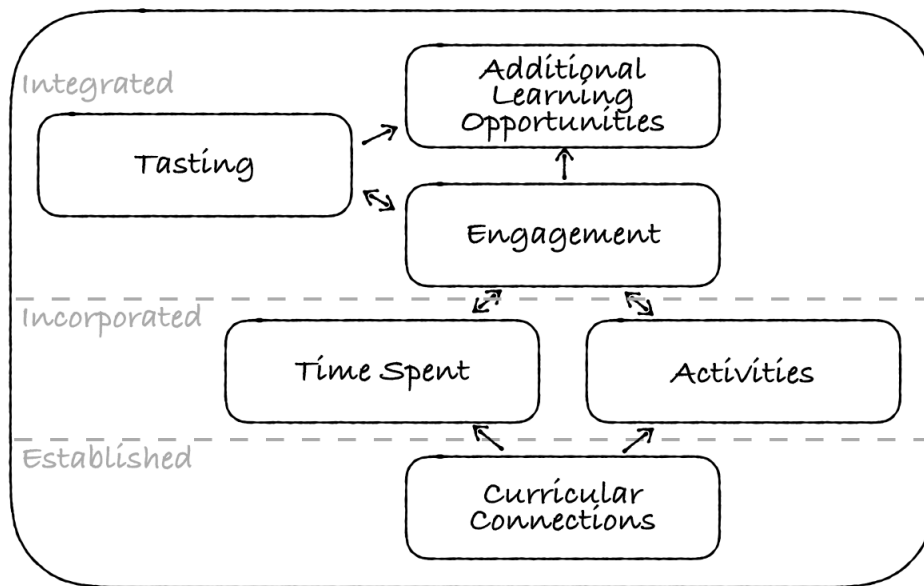 Integrated
Additional
Learning
Opportunities
Tasting
Engagement
Incorporated
Time Spent
Activities
Established
Curricular
Connections